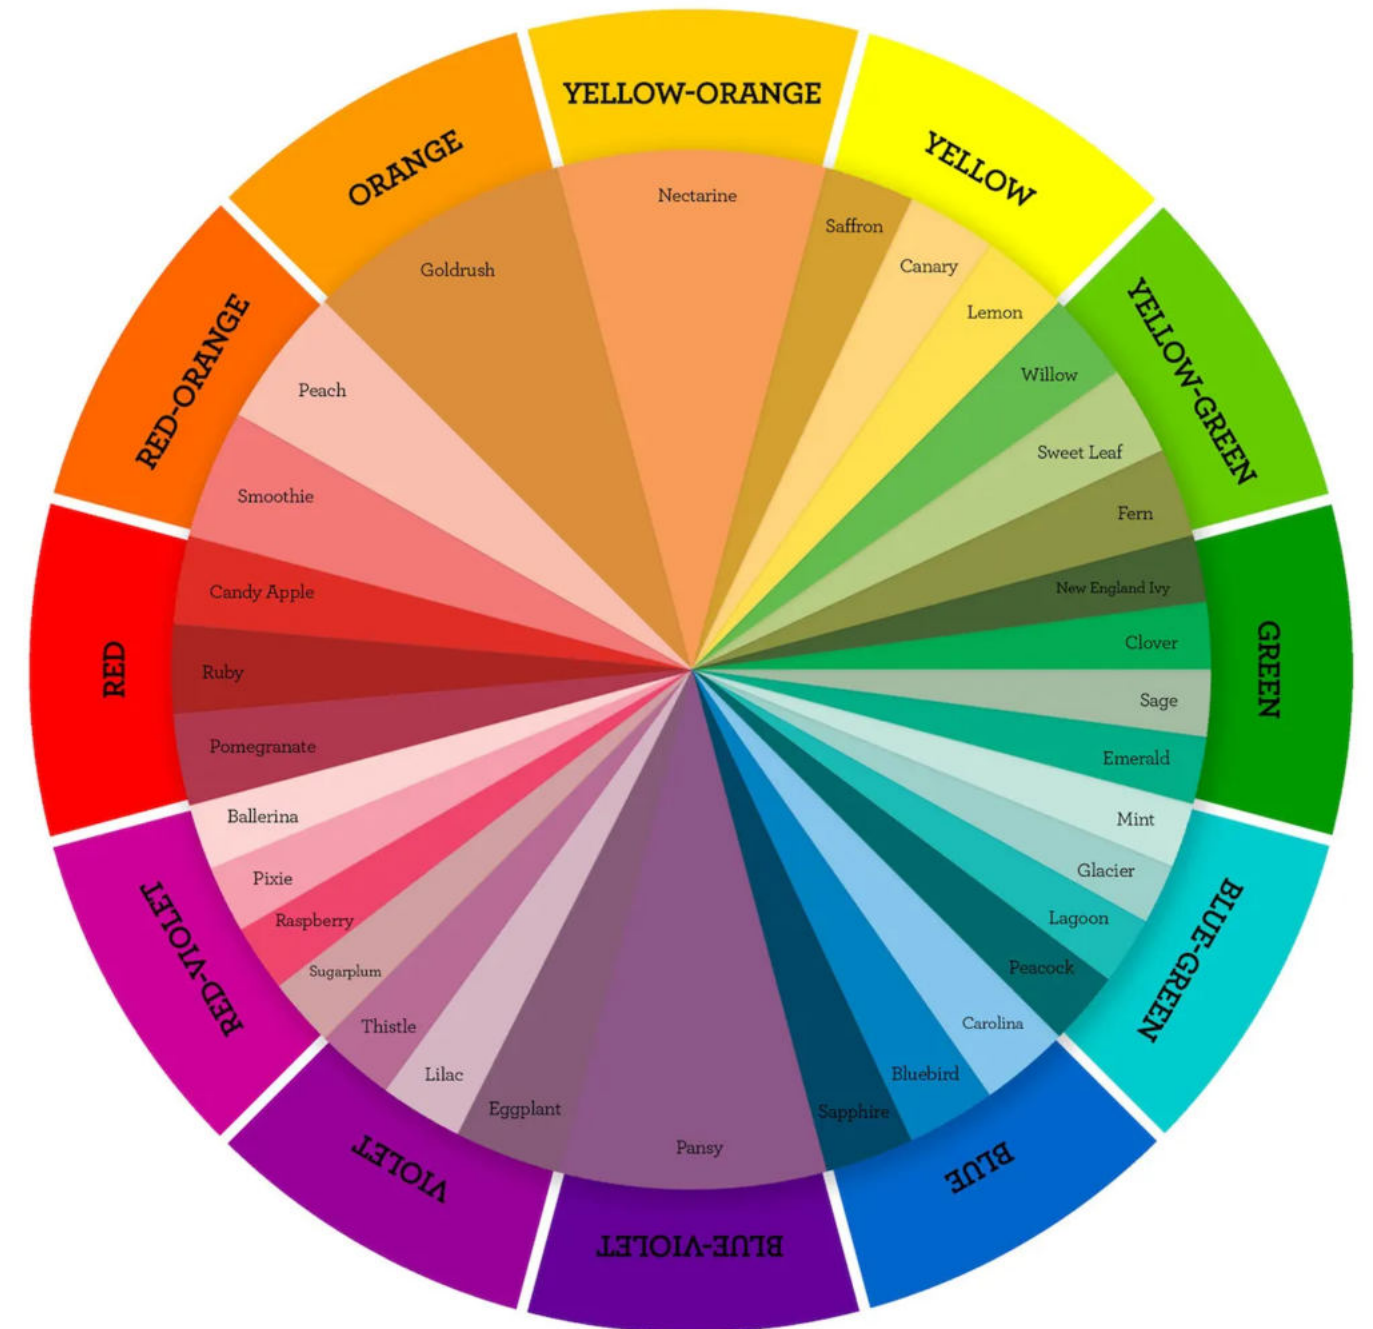 YELLOW-ORANGE
YELLOW
YELLOW-GREEN
GREEN
BLUE-GREEN
BLUE
BLUE-VIOLET
VIOLET
RED-VIOLET
RED
RED-ORANGE
ORANGE
Nectarine
Saffron
Canary
Lemon
Willow
Sweet Leaf
Fern
New England Ivy
Clover
Sage
Emerald
Mint
Glacier
Lagoon
Peacock
Carolina
Bluebird
Sapphire
Pansy
Eggplant
Lilac
Thistle
Sugarplum
Raspberry
Pixie
Ballerina
Pomegranate
Ruby
Candy Apple
Smoothie
Peach
Goldrush